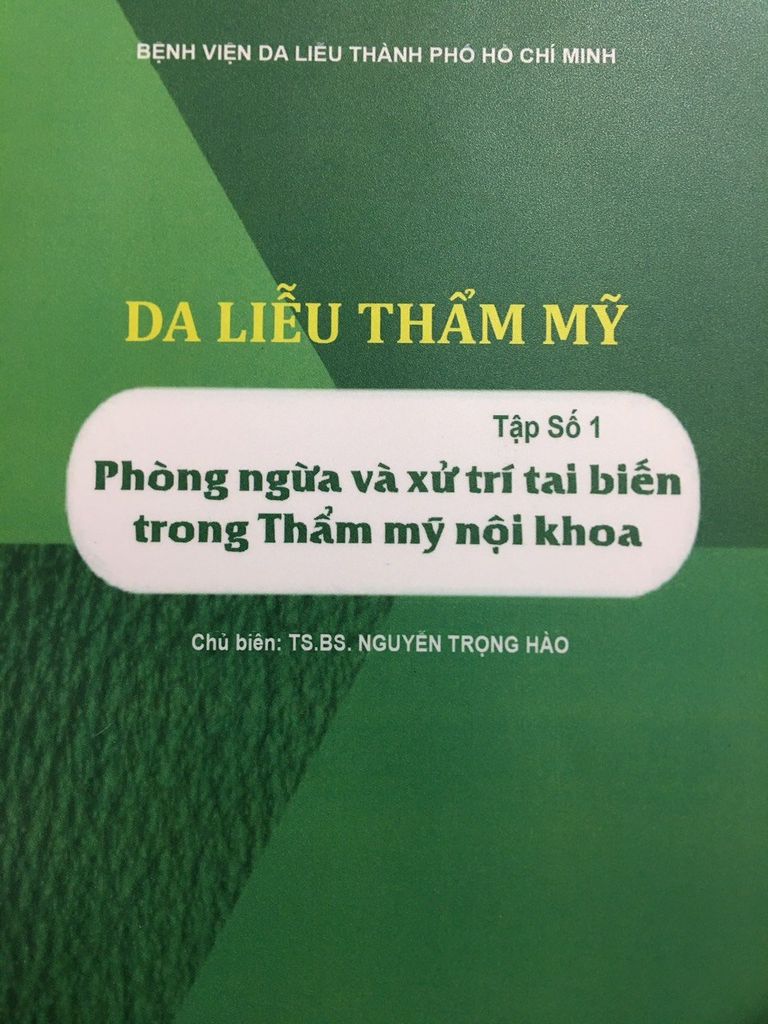 BỆNH VIỆN DA LIỄU THÀNH PHỐ HỒ CHÍ MINH
DA LIỄU THẨM MỸ
Tập Số 1
Phòng ngừa và xử trí tai biến
trong Thẩm mỹ nội khoa
Chủ biên: TS.BS. NGUYỄN TRỌNG HÀO